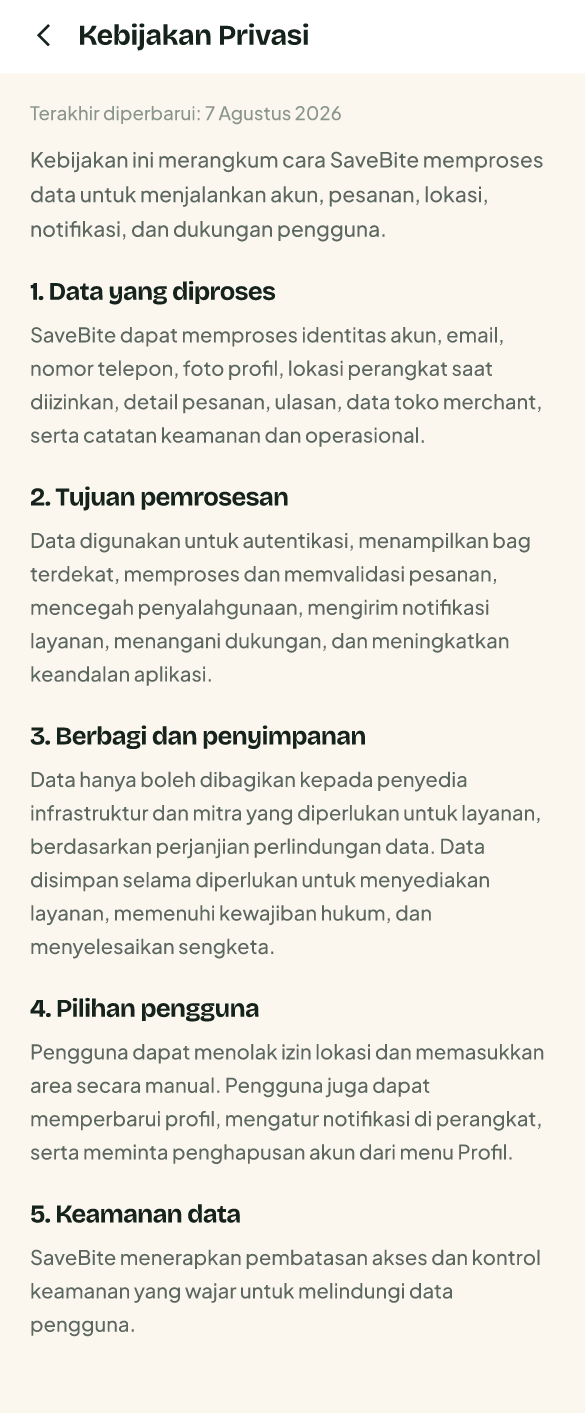 Kebijakan Privasi
Terakhir diperbarui: 7 Agustus 2026
Kebijakan ini merangkum cara SaveBite memproses
data untuk menjalankan akun, pesanan, lokasi,
notifikasi, dan dukungan pengguna.
1. Data yang diproses
SaveBite dapat memproses identitas akun, email,
nomor telepon, foto profil, lokasi perangkat saat
diizinkan, detail pesanan, ulasan, data toko merchant,
serta catatan keamanan dan operasional.
2. Tujuan pemrosesan
Data digunakan untuk autentikasi, menampilkan bag
terdekat, memproses dan memvalidasi pesanan,
mencegah penyalahgunaan, mengirim notifikasi
layanan, menangani dukungan, dan meningkatkan
keandalan aplikasi.
3. Berbagi dan penyimpanan
Data hanya boleh dibagikan kepada penyedia
infrastruktur dan mitra yang diperlukan untuk layanan,
berdasarkan perjanjian perlindungan data. Data
disimpan selama diperlukan untuk menyediakan
layanan, memenuhi kewajiban hukum, dan
menyelesaikan sengketa.
4. Pilihan pengguna
Pengguna dapat menolak izin lokasi dan memasukkan
area secara manual. Pengguna juga dapat
memperbarui profil, mengatur notifikasi di perangkat,
serta meminta penghapusan akun dari menu Profil.
5. Keamanan data
SaveBite menerapkan pembatasan akses dan kontrol
keamanan yang wajar untuk melindungi data
pengguna.